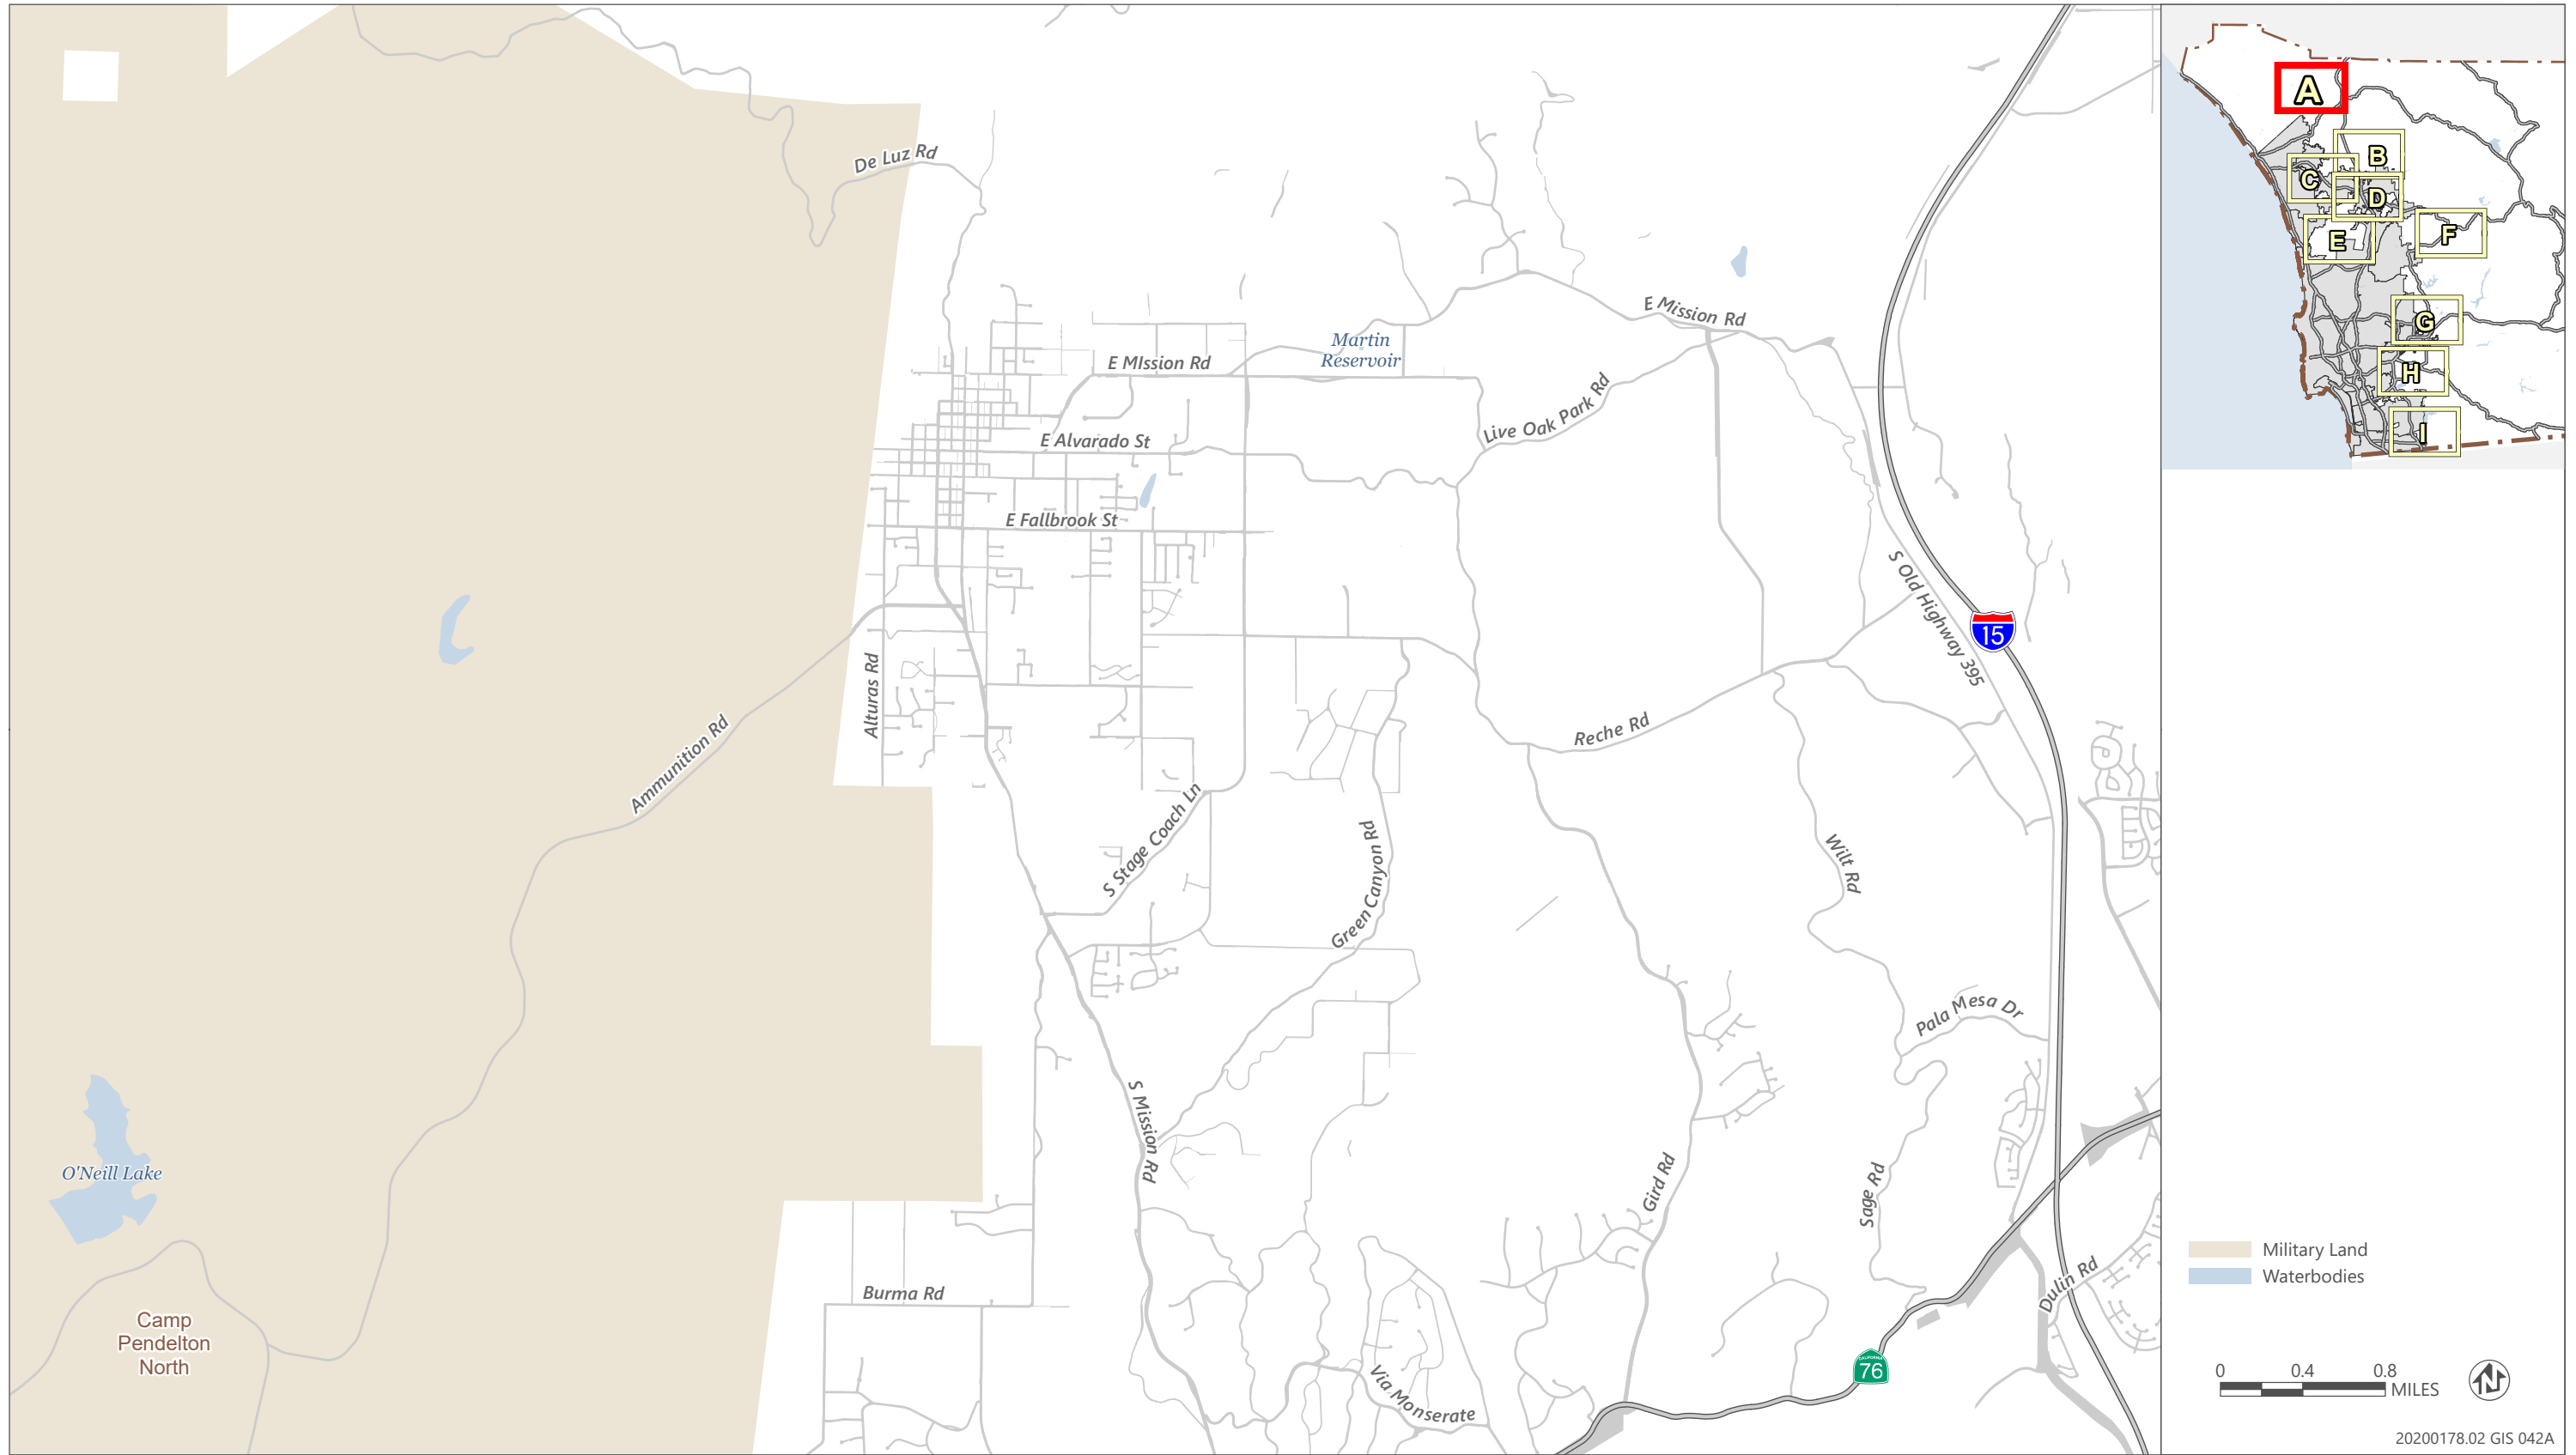 De Luz Rd
E Mission Rd
Martin
Reservoir
E MIssion Rd
Live Oak Park Rd
E Alvarado St
E Fallbrook St
S Old Highway 395
15
Alturas Rd
Ammunition Rd
Reche Rd
S Stage Coach Ln
Green Canyon Rd
Wilt Rd
Pala Mesa Dr
S Mission Rd
O'Neill Lake
Gird Rd
Sage Rd
Dulin Rd
Burma Rd
Camp
Pendelton
North
CALIFORNIA
76
Via Monserate
A
B
C
D
E
F
G
H
I
Military Land
Waterbodies
0 0.4 0.8
MILES
N
20200178.02 GIS 042A